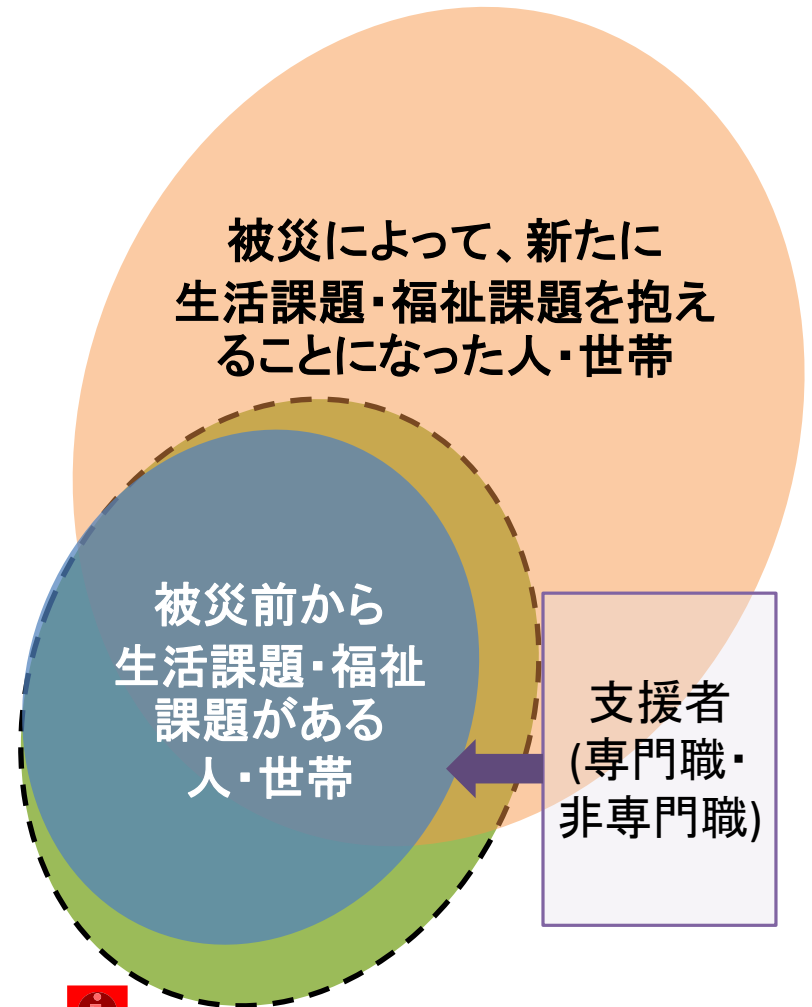 被災によって、新たに
生活課題・福祉課題を抱え
ることになった人・世帯
被災前から
生活課題・福祉
課題がある
人・世帯
支援者
(専門職・
非専門職)